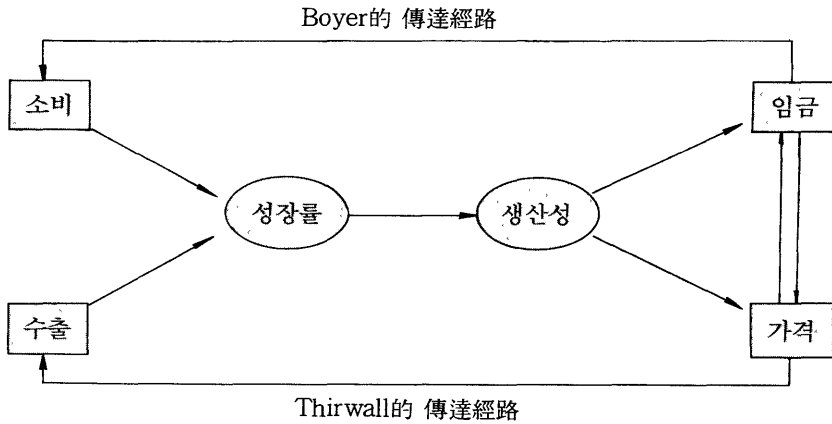 Boyer的 傳達經路
소비
임금
성장률
생산성
수출
가격
Thirwall的 傳達經路